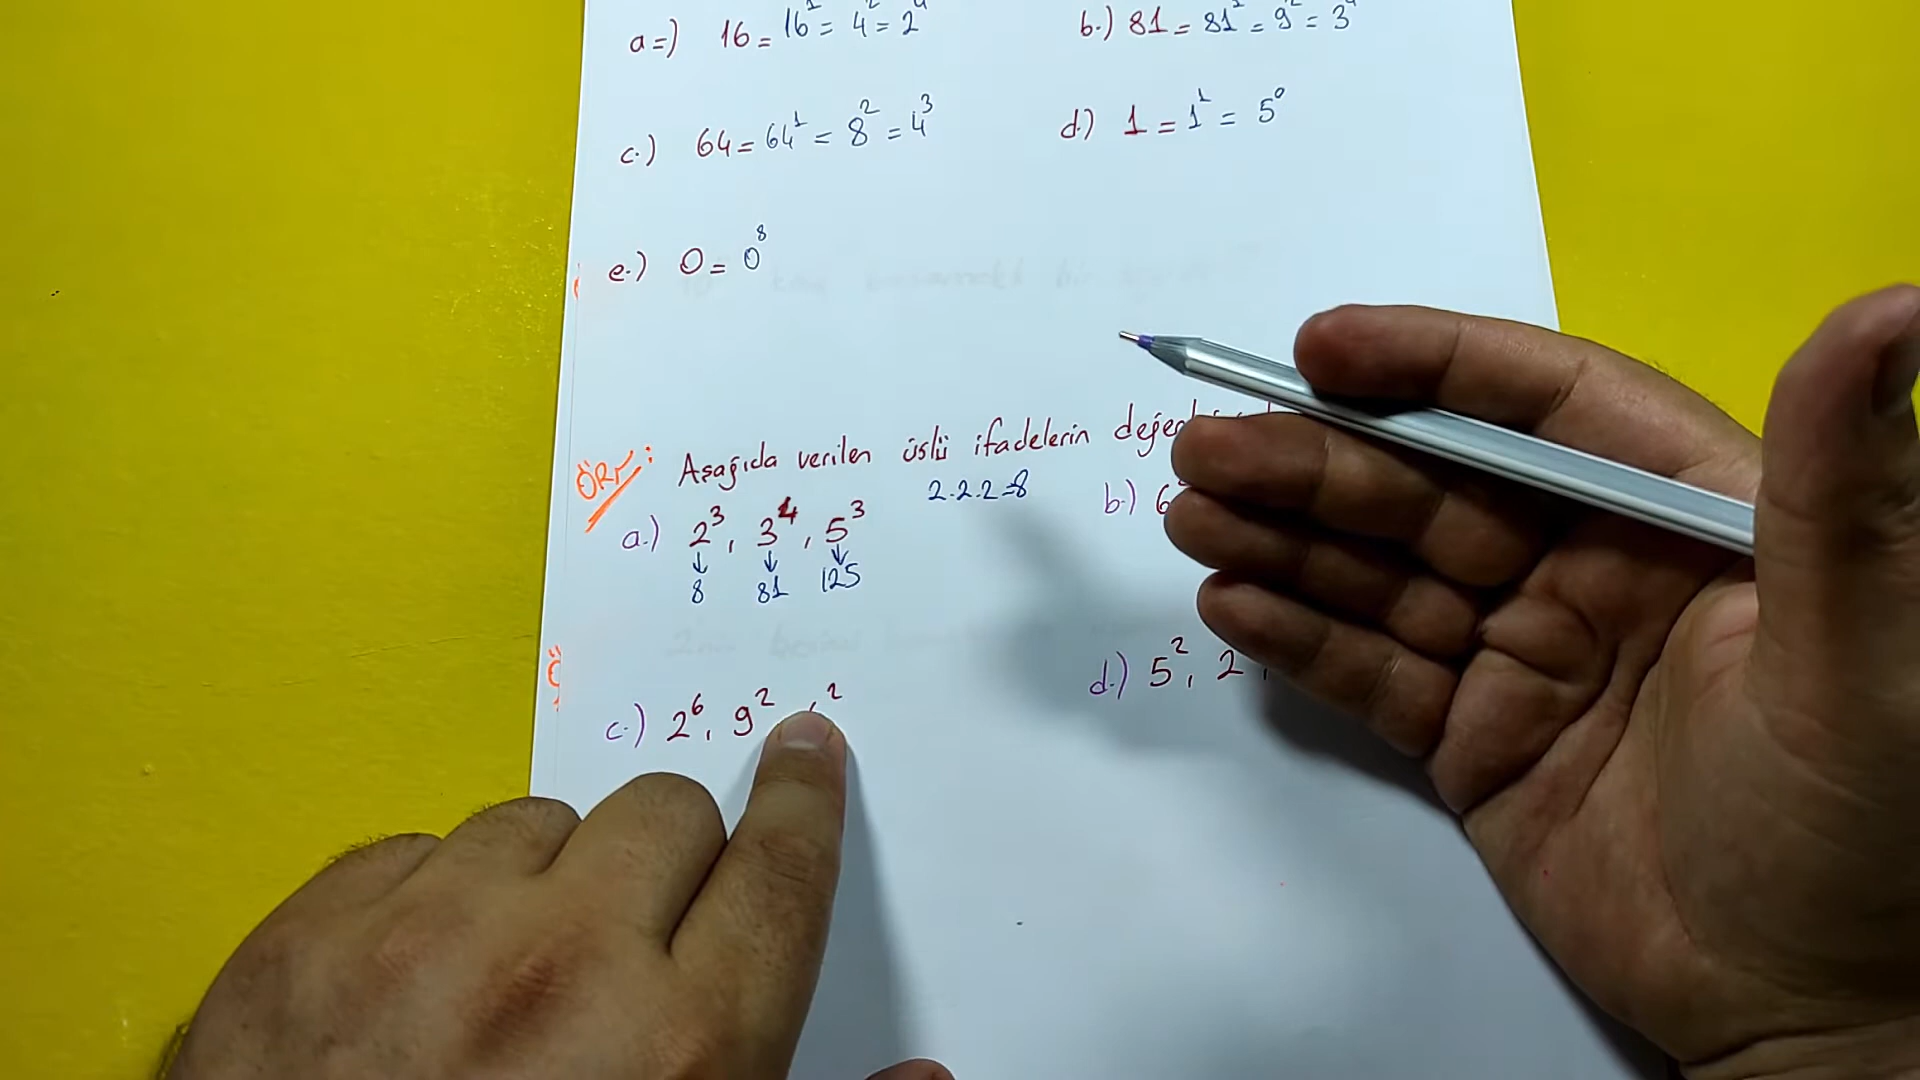 a=) 16 = 16¹ = 4² = 2⁴
b.) 81 = 81¹ = 9² = 3⁴
c.) 64 = 64¹ = 8² = 4³
d.) 1 = 1¹ = 5⁰
e.) 0 = 0⁸
ÖRN: Aşağıda verilen üslü ifadelerin
2.2.2=8
a.) 2³, 3⁴, 5³
↓ ↓ ↓
8 81 125
b.) 6
c.) 2⁶, 9²
d.) 5², 2,